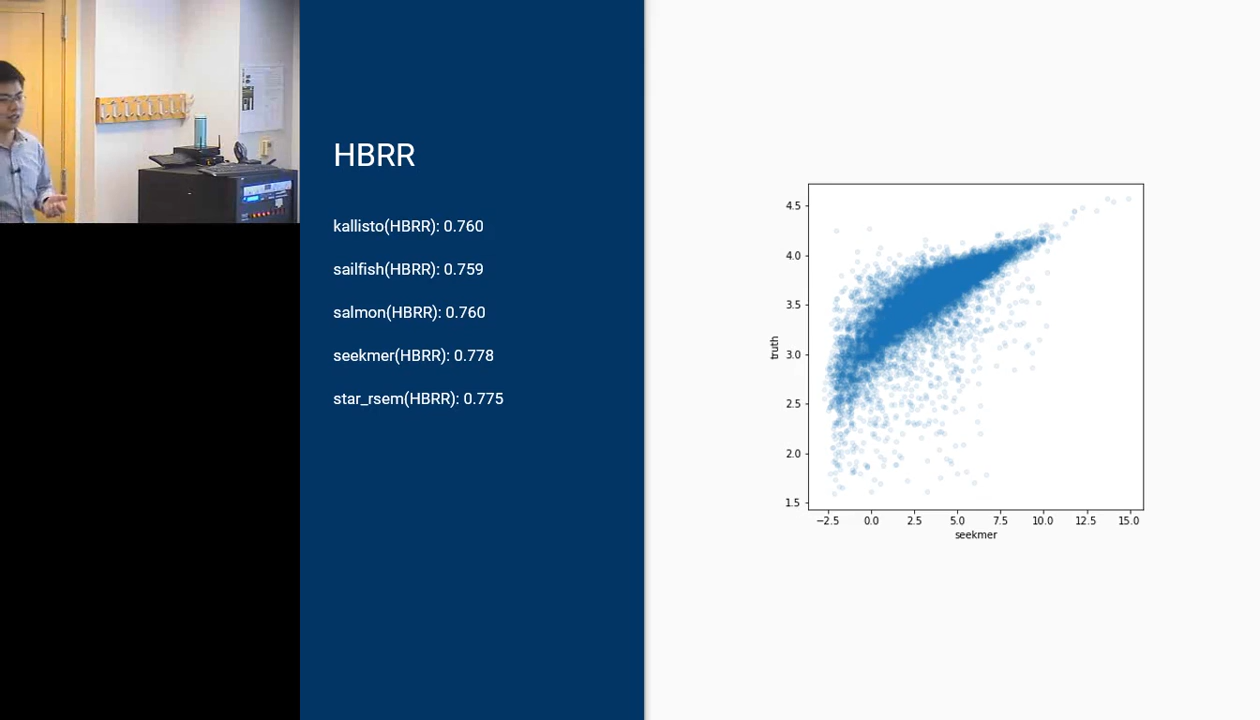 HBRR
kallisto(HBRR): 0.760
sailfish(HBRR): 0.759
salmon(HBRR): 0.760
seekmer(HBRR): 0.778
star_rsem(HBRR): 0.775
4.5
4.0
3.5
3.0
2.5
2.0
1.5
truth
−2.5 0.0 2.5 5.0 7.5 10.0 12.5 15.0
seekmer